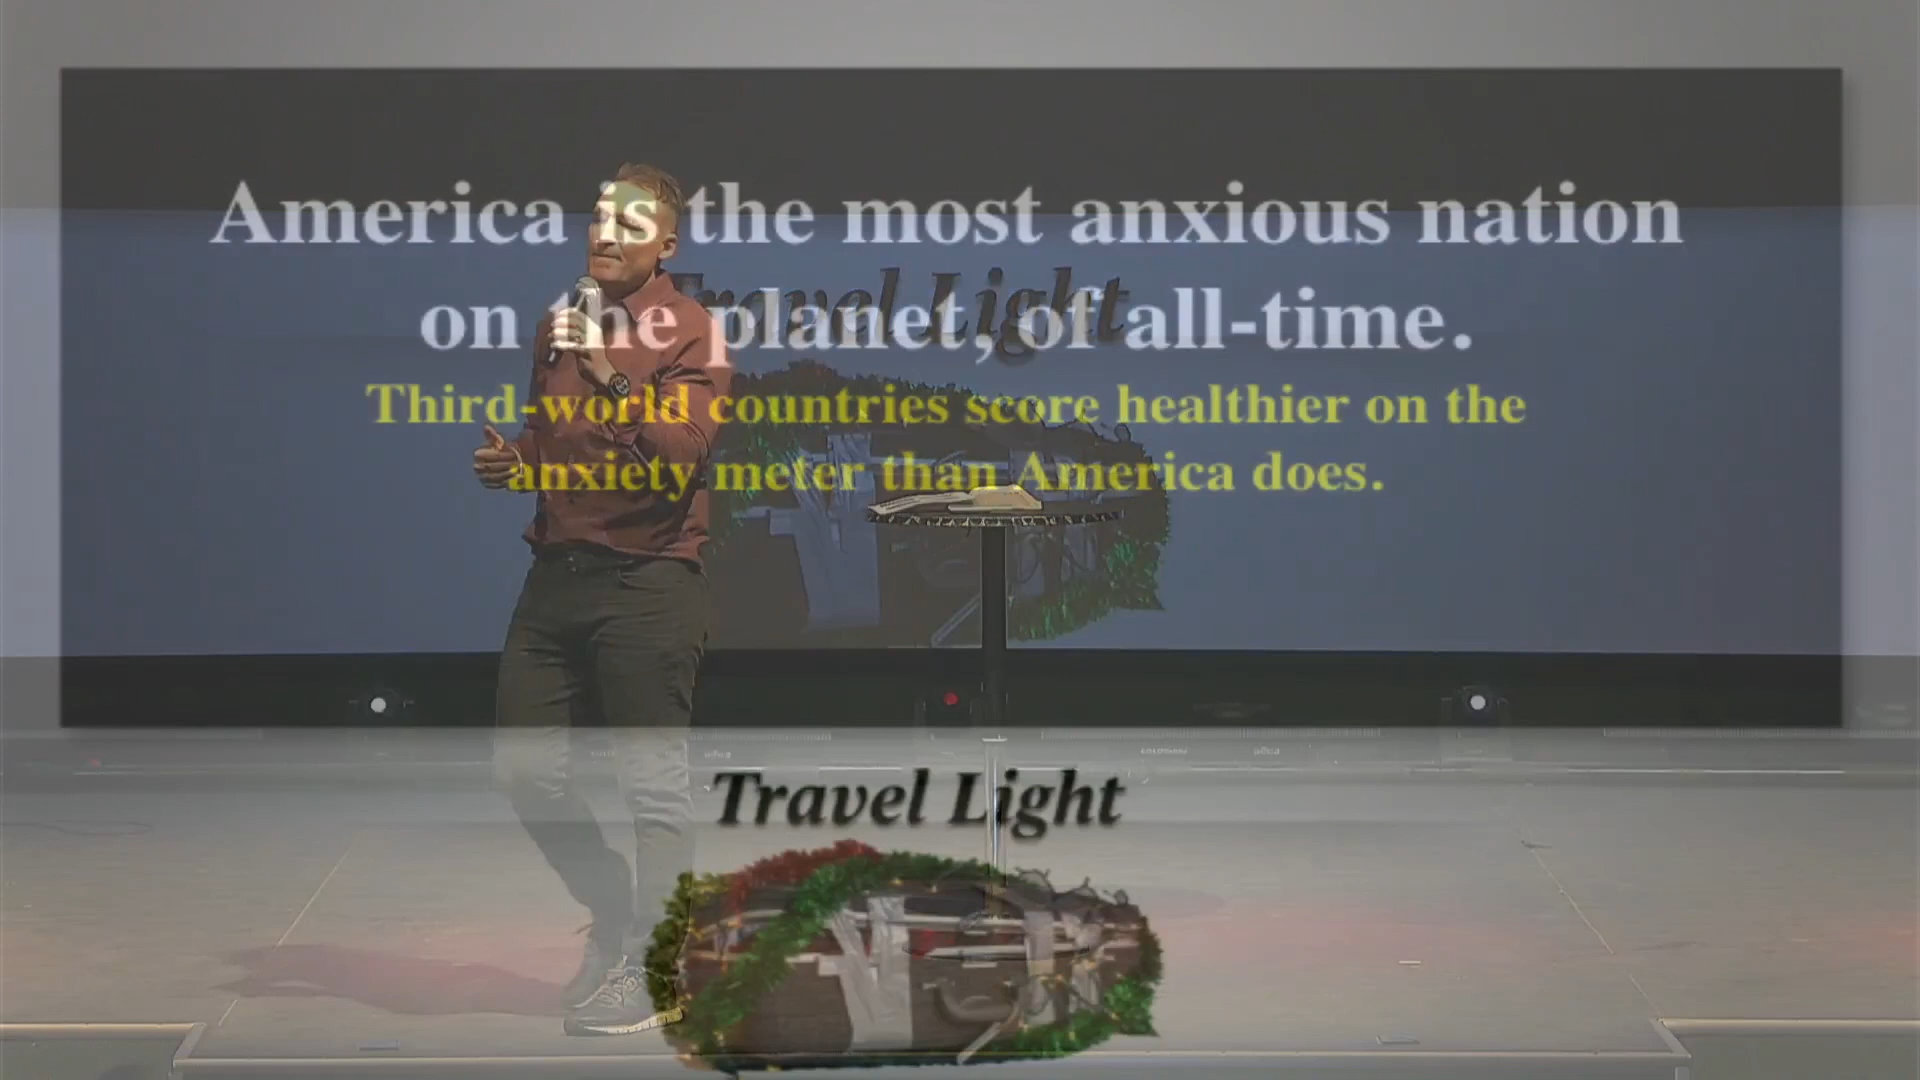 America is the most anxious nation
on the planet, of all-time.
Travel Light
Third-world countries score healthier on the
anxiety meter than America does.
Travel Light